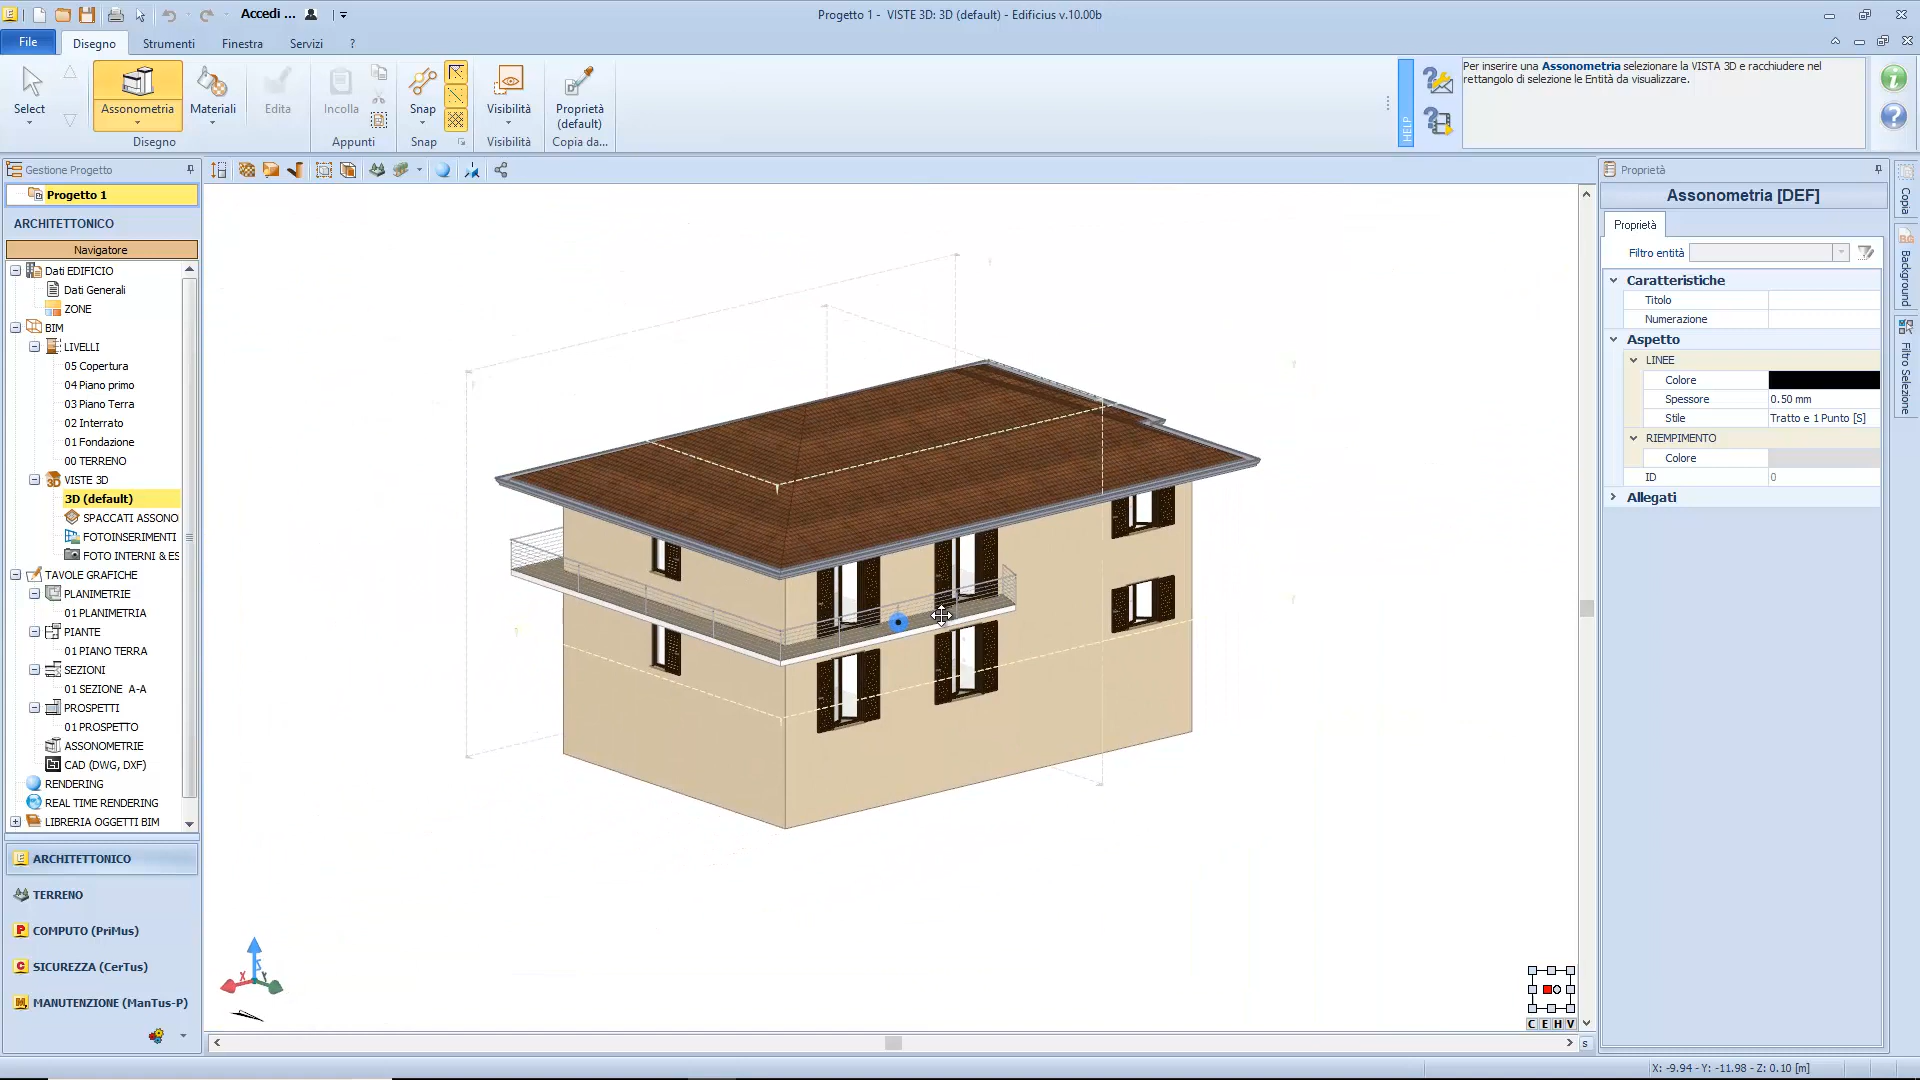 Accedi ...
Progetto 1 - VISTE 3D: 3D (default) - Edificius v.10.00b
File
Disegno
Strumenti
Finestra
Servizi
?
Select
Assonometria
Materiali
Edita
Incolla
Snap
Visibilità
Proprietà
(default)
Disegno
Appunti
Snap
Visibilità
Copia da...
HELP
Per inserire una Assonometria selezionare la VISTA 3D e racchiudere nel
rettangolo di selezione le Entità da visualizzare.
Gestione Progetto
Progetto 1
ARCHITETTONICO
Navigatore
Dati EDIFICIO
Dati Generali
ZONE
BIM
LIVELLI
05 Copertura
04 Piano primo
03 Piano Terra
02 Interrato
01 Fondazione
00 TERRENO
VISTE 3D
3D (default)
SPACCATI ASSONO
FOTOINSERIMENTI
FOTO INTERNI & ES
TAVOLE GRAFICHE
PLANIMETRIE
01 PLANIMETRIA
PIANTE
01 PIANO TERRA
SEZIONI
01 SEZIONE A-A
PROSPETTI
01 PROSPETTO
ASSONOMETRIE
CAD (DWG, DXF)
RENDERING
REAL TIME RENDERING
LIBRERIA OGGETTI BIM
ARCHITETTONICO
TERRENO
COMPUTO (PriMus)
SICUREZZA (CerTus)
MANUTENZIONE (ManTus-P)
X
Y
Z
C E H V
S
Proprietà
Assonometria [DEF]
Proprietà
Filtro entità
Caratteristiche
Titolo
Numerazione
Aspetto
LINEE
Colore
Spessore 0.50 mm
Stile Tratto e 1 Punto [S]
RIEMPIMENTO
Colore
ID 0
Allegati
Copia
Background
Filtro Selezione
X: -9.94 - Y: -11.98 - Z: 0.10 [m]